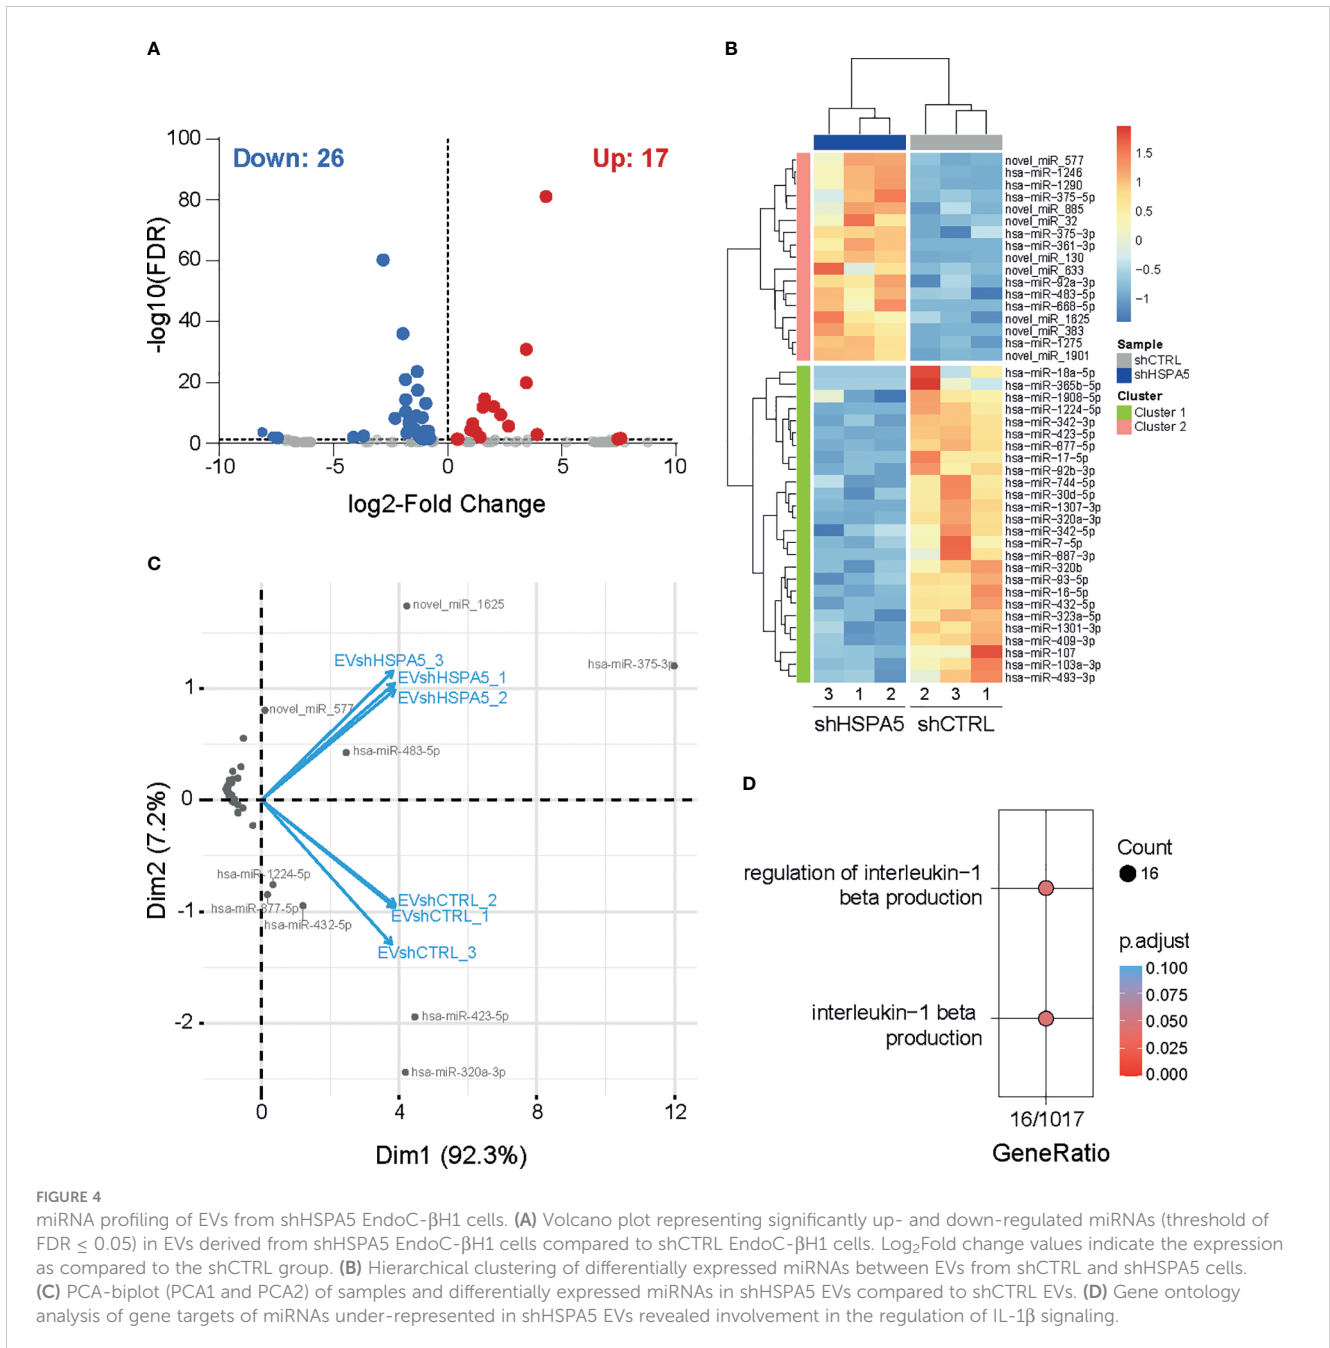 A
100
80
60
40
20
0
-log10(FDR)
Down: 26
Up: 17
-10
-5
0
5
10
log2-Fold Change
B
novel_miR_577
hsa-miR-1246
hsa-miR-1290
hsa-miR-375-5p
novel_miR_885
novel_miR_32
hsa-miR-375-3p
hsa-miR-361-3p
novel_miR_130
novel_miR_633
hsa-miR-92a-3p
hsa-miR-483-5p
hsa-miR-668-5p
novel_miR_1625
novel_miR_383
hsa-miR-1275
novel_miR_1901
hsa-miR-18a-5p
hsa-miR-365b-5p
hsa-miR-1908-5p
hsa-miR-1224-5p
hsa-miR-342-3p
hsa-miR-423-5p
hsa-miR-877-5p
hsa-miR-17-5p
hsa-miR-92b-3p
hsa-miR-744-5p
hsa-miR-30d-5p
hsa-miR-1307-3p
hsa-miR-320a-3p
hsa-miR-342-5p
hsa-miR-7-5p
hsa-miR-887-3p
hsa-miR-320b
hsa-miR-93-5p
hsa-miR-16-5p
hsa-miR-432-5p
hsa-miR-323a-5p
hsa-miR-1301-3p
hsa-miR-409-3p
hsa-miR-107
hsa-miR-103a-3p
hsa-miR-493-3p
3 1 2 2 3 1
shHSPA5 shCTRL
1.5
1
0.5
0
-0.5
-1
Sample
shCTRL
shHSPA5
Cluster
Cluster 1
Cluster 2
C
novel_miR_1625
hsa-miR-375-3p
EVshHSPA5_3
EVshHSPA5_1
EVshHSPA5_2
novel_miR_577
hsa-miR-483-5p
hsa-miR-1224-5p
hsa-miR-877-5p
hsa-miR-432-5p
EVshCTRL_2
EVshCTRL_1
EVshCTRL_3
hsa-miR-423-5p
hsa-miR-320a-3p
1
0
-1
-2
Dim2 (7.2%)
0
4
8
12
Dim1 (92.3%)
D
regulation of interleukin-1
beta production
interleukin-1 beta
production
16/1017
GeneRatio
Count
16
p.adjust
0.100
0.075
0.050
0.025
0.000
FIGURE 4
miRNA profiling of EVs from shHSPA5 EndoC-βH1 cells. (A) Volcano plot representing significantly up- and down-regulated miRNAs (threshold of
FDR ≤ 0.05) in EVs derived from shHSPA5 EndoC-βH1 cells compared to shCTRL EndoC-βH1 cells. Log₂Fold change values indicate the expression
as compared to the shCTRL group. (B) Hierarchical clustering of differentially expressed miRNAs between EVs from shCTRL and shHSPA5 cells.
(C) PCA-biplot (PCA1 and PCA2) of samples and differentially expressed miRNAs in shHSPA5 EVs compared to shCTRL EVs. (D) Gene ontology
analysis of gene targets of miRNAs under-represented in shHSPA5 EVs revealed involvement in the regulation of IL-1β signaling.